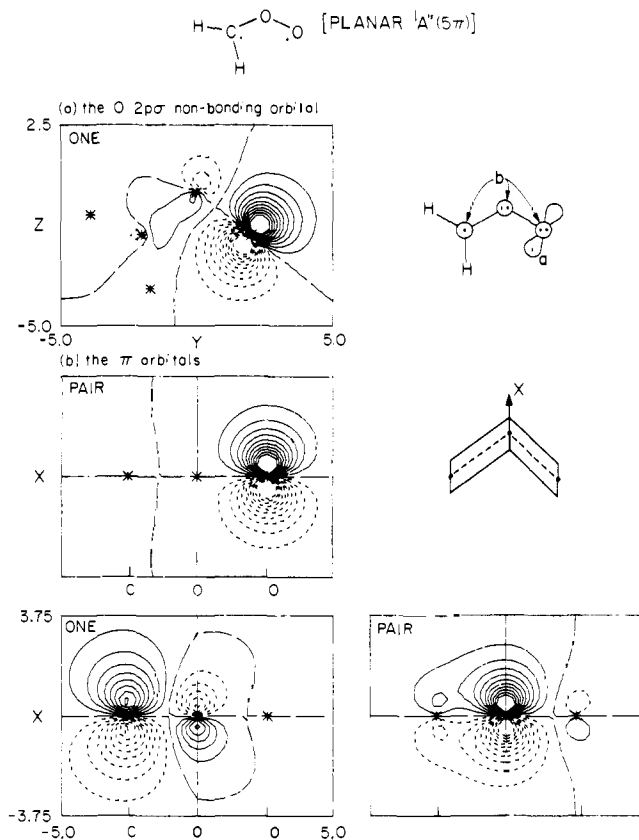 H C O O [PLANAR ¹A"(5π)]
H
(a) the O 2pσ non-bonding orbital
2.5
ONE
Z
-5.0
-5.0 Y 5.0
b
H
H
a
(b) the π orbitals
PAIR
X
C O O
X
3.75
ONE
X
-3.75
-5.0 C O O 5.0
PAIR